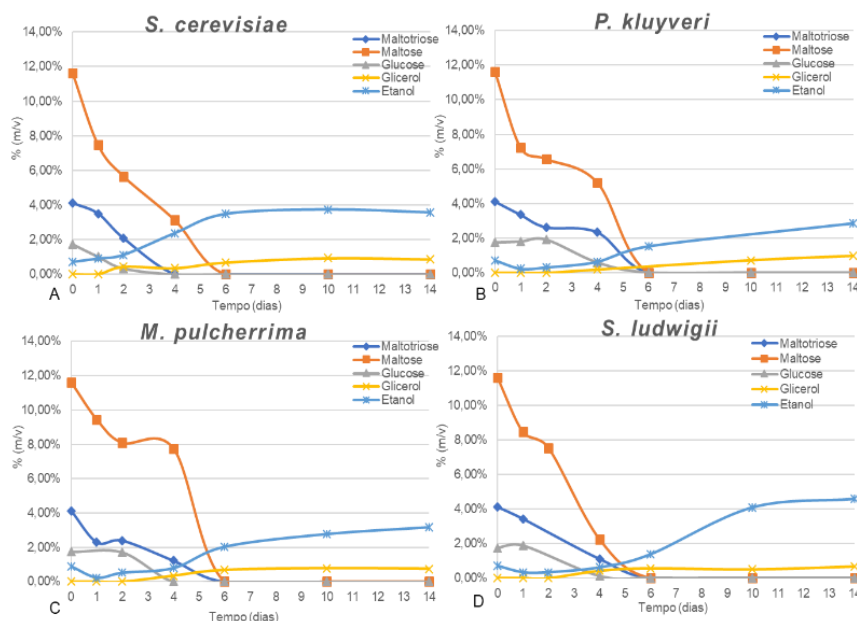 S. cerevisiae
14,00%
12,00%
10,00%
8,00%
6,00%
4,00%
2,00%
0,00%
% (m/v)
Maltotriose
Maltose
Glucose
Glicerol
Etanol
0 1 2 3 4 5 6 7 8 9 10 11 12 13 14
Tempo (dias)
A
P. kluyveri
14,00%
12,00%
10,00%
8,00%
6,00%
4,00%
2,00%
0,00%
% (m/v)
Maltotriose
Maltose
Glucose
Glicerol
Etanol
0 1 2 3 4 5 6 7 8 9 10 11 12 13 14
Tempo (dias)
B
M. pulcherrima
14,00%
12,00%
10,00%
8,00%
6,00%
4,00%
2,00%
0,00%
% (m/v)
Maltotriose
Maltose
Glucose
Glicerol
Etanol
0 1 2 3 4 5 6 7 8 9 10 11 12 13 14
Tempo (dias)
C
S. ludwigii
14,00%
12,00%
10,00%
8,00%
6,00%
4,00%
2,00%
0,00%
% (m/v)
Maltotriose
Maltose
Glucose
Glicerol
Etanol
0 1 2 3 4 5 6 7 8 9 10 11 12 13 14
Tempo (dias)
D